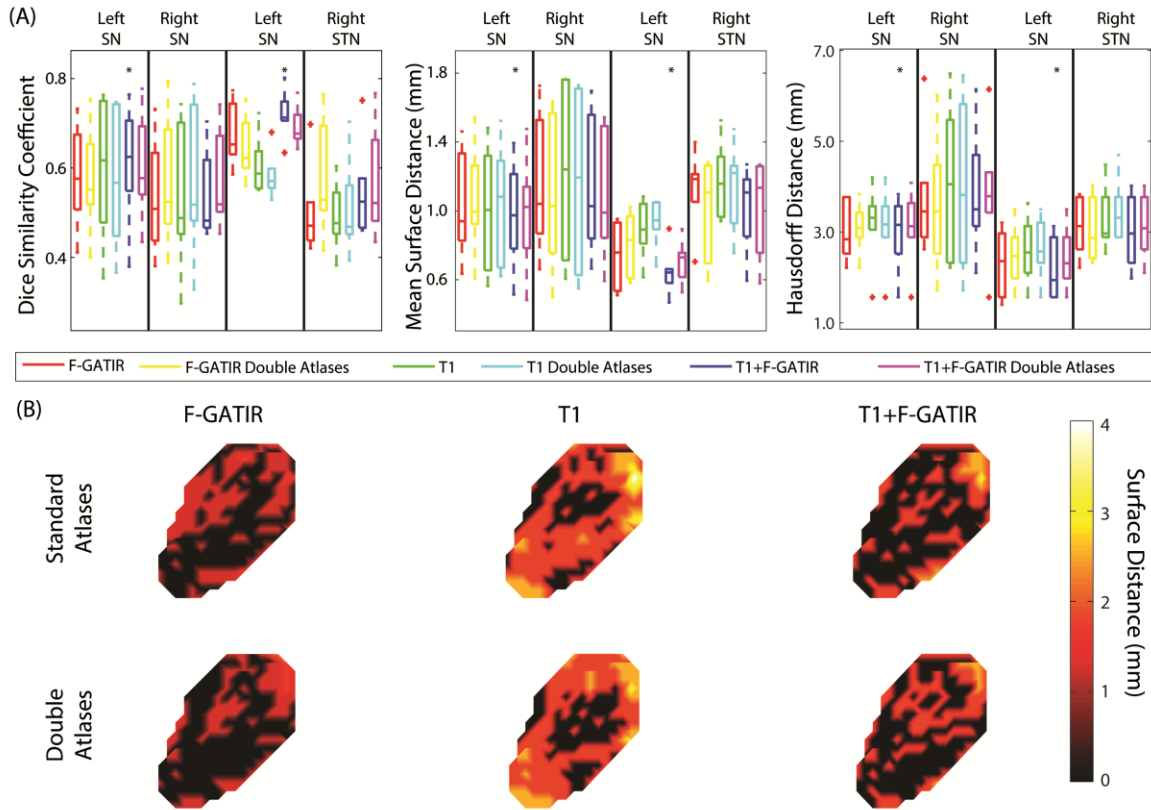 (A)
Left Right Left Right
SN SN SN STN
Left Right Left Right
SN SN SN STN
Left Right Left Right
SN SN SN STN
Dice Similarity Coefficient
0.8
0.6
0.4
* *
Mean Surface Distance (mm)
1.8
1.4
1.0
0.6
* *
Hausdorff Distance (mm)
7.0
5.0
3.0
1.0
* *
F-GATIR F-GATIR Double Atlases T1 T1 Double Atlases T1+F-GATIR T1+F-GATIR Double Atlases
(B)
F-GATIR T1 T1+F-GATIR
Standard
Atlases
Double
Atlases
4
3
2
1
0
Surface Distance (mm)